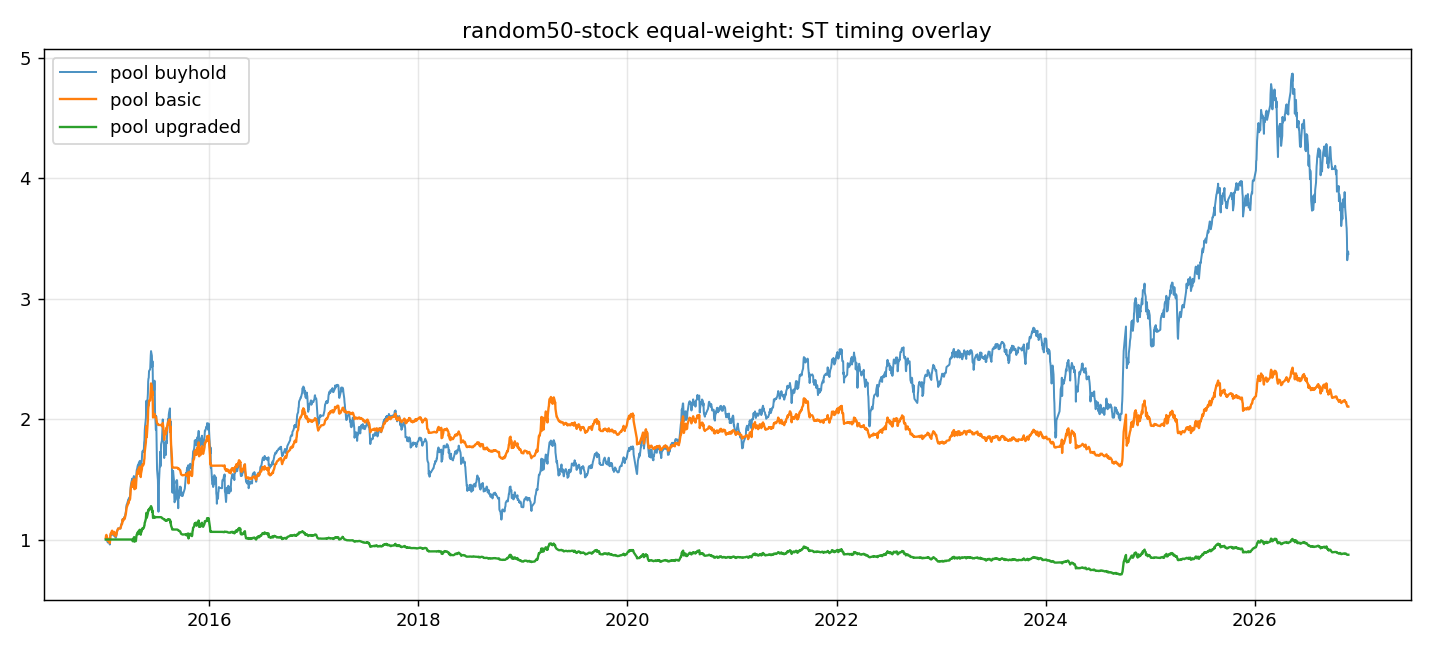 random50-stock equal-weight: ST timing overlay
pool buyhold
pool basic
pool upgraded
5
4
3
2
1
2016 2018 2020 2022 2024 2026